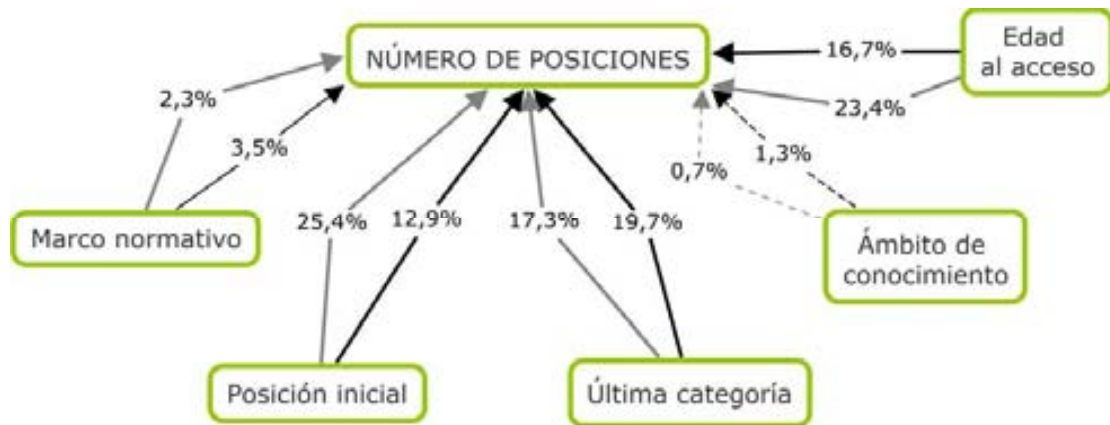 NÚMERO DE POSICIONES
Edad
al acceso
16,7%
23,4%
2,3%
3,5%
0,7%
1,3%
Marco normativo
25,4%
12,9%
17,3%
19,7%
Ámbito de
conocimiento
Posición inicial
Última categoría